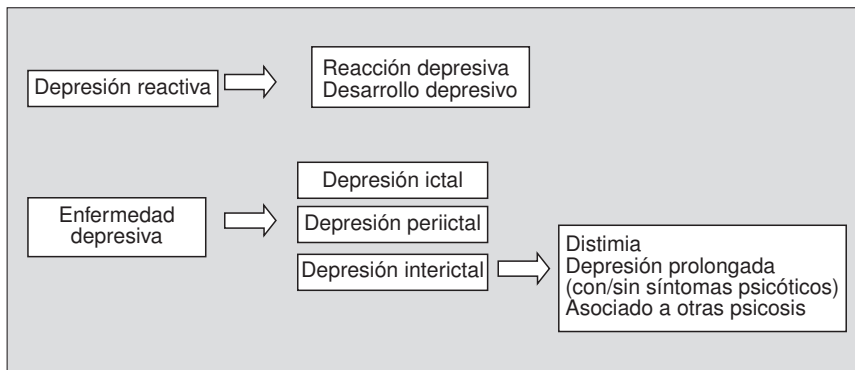 Depresión reactiva
Reacción depresiva
Desarrollo depresivo
Enfermedad
depresiva
Depresión ictal
Depresión periictal
Depresión interictal
Distimia
Depresión prolongada
(con/sin síntomas psicóticos)
Asociado a otras psicosis